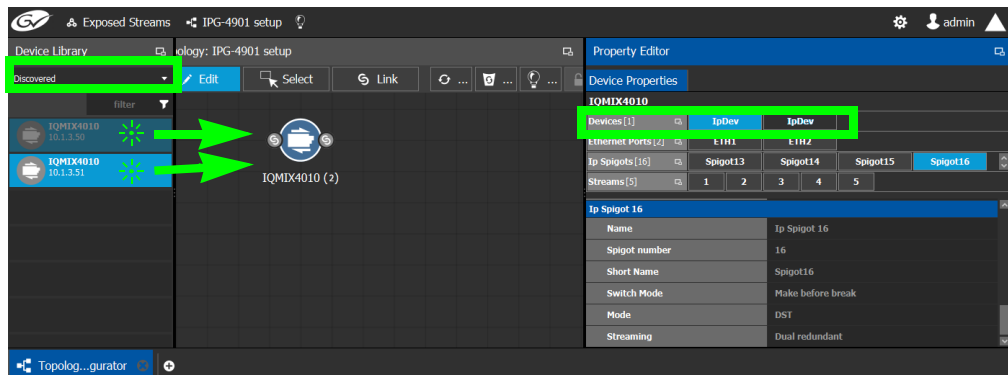 GV Exposed Streams IPG-4901 setup admin
Device Library
ology: IPG-4901 setup
Property Editor
Discovered
Edit Select Link ... ... ...
Device Properties
filter
IQMIX4010
10.1.3.50
IQMIX4010
10.1.3.51
IQMIX4010 (2)
IQMIX4010
Devices [1] IpDev IpDev
Ethernet Ports [2] ETH1 ETH2
Ip Spigots [16] Spigot13 Spigot14 Spigot15 Spigot16
Streams [5] 1 2 3 4 5
Ip Spigot 16
Name Ip Spigot 16
Spigot number 16
Short Name Spigot16
Switch Mode Make before break
Mode DST
Streaming Dual redundant
Topolog...gurator